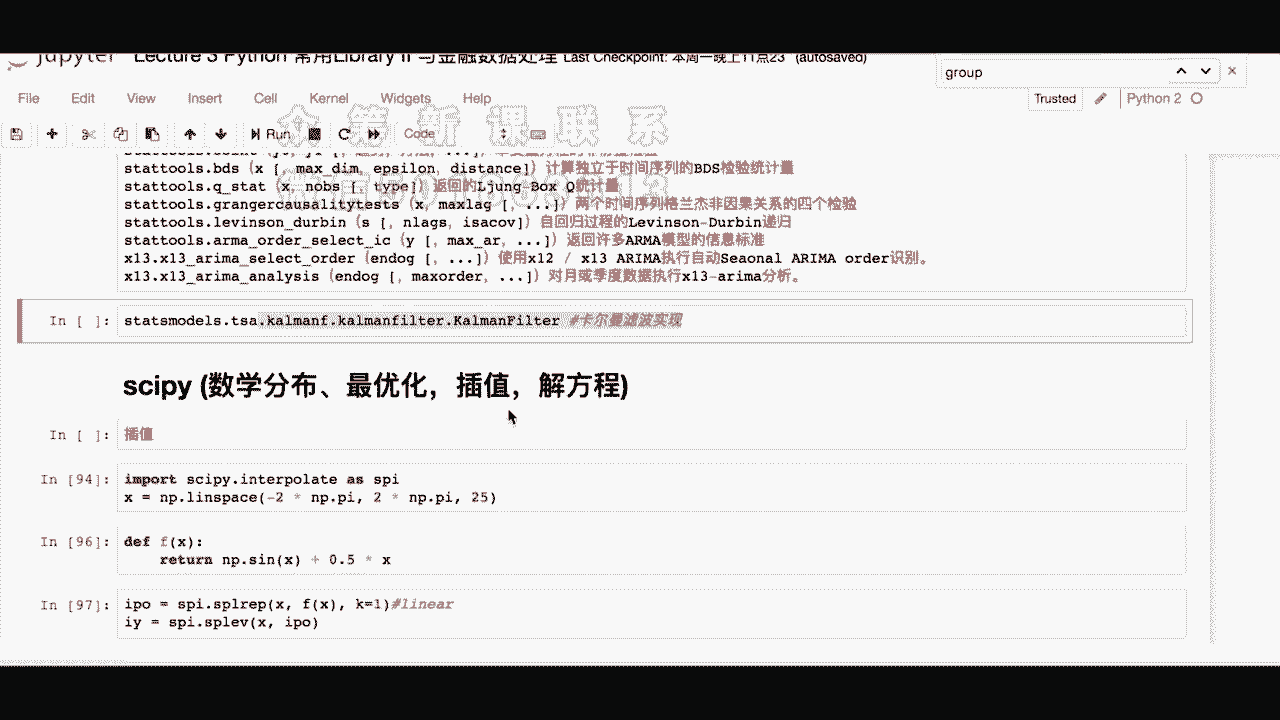 jupyter Lecture 3 Python 常用Library II 与金融数据处理 Last Checkpoint: 本周一晚上11点23 (autosaved)
group
File Edit View Insert Cell Kernel Widgets Help
Trusted Python 2
Run Code
stattools.bds (x [, max_dim, epsilon, distance]) 计算独立于时间序列的BDS检验统计量
stattools.q_stat (x, nobs [, type]) 返回的Ljung-Box Q统计量
stattools.grangercausalitytests (x, maxlag [, ...]) 两个时间序列格兰杰非因果关系的四个检验
stattools.levinson_durbin (s [, nlags, isacov]) 自回归过程的Levinson-Durbin递归
stattools.arma_order_select_ic (y [, max_ar, ...]) 返回许多ARMA模型的信息标准
x13.x13_arima_select_order (endog [, ...]) 使用x12 / x13 ARIMA执行自动Seaonal ARIMA order识别。
x13.x13_arima_analysis (endog [, maxorder, ...]) 对月或季度数据执行x13-arima分析。
In [ ]: statsmodels.tsa.kalmanf.kalmanfilter.KalmanFilter #卡尔曼滤波实现
scipy (数学分布、最优化，插值，解方程)
In [ ]: 插值
In [94]: import scipy.interpolate as spi
x = np.linspace(-2 * np.pi, 2 * np.pi, 25)
In [96]: def f(x):
return np.sin(x) + 0.5 * x
In [97]: ipo = spi.splrep(x, f(x), k=1)#linear
iy = spi.splev(x, ipo)